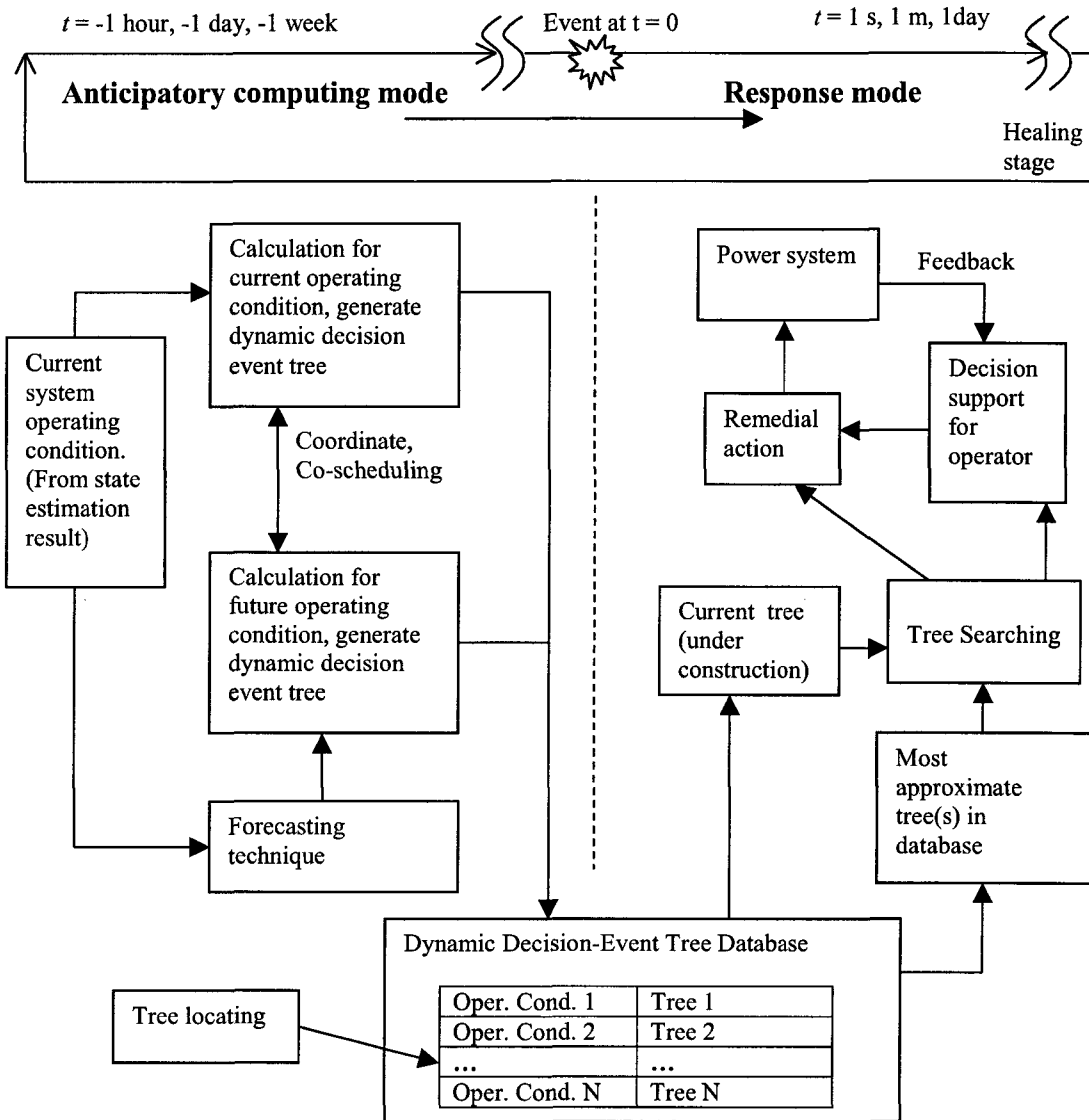 t = -1 hour, -1 day, -1 week
Event at t = 0
t = 1 s, 1 m, 1day
Anticipatory computing mode
Response mode
Healing
stage
Calculation for
current operating
condition, generate
dynamic decision
event tree
Current
system
operating
condition.
(From state
estimation
result)
Coordinate,
Co-scheduling
Calculation for
future operating
condition, generate
dynamic decision
event tree
Forecasting
technique
Power system
Feedback
Decision
support
for
operator
Remedial
action
Current tree
(under
construction)
Tree Searching
Most
approximate
tree(s) in
database
Dynamic Decision-Event Tree Database
Tree locating
Oper. Cond. 1 Tree 1
Oper. Cond. 2 Tree 2
... ...
Oper. Cond. N Tree N